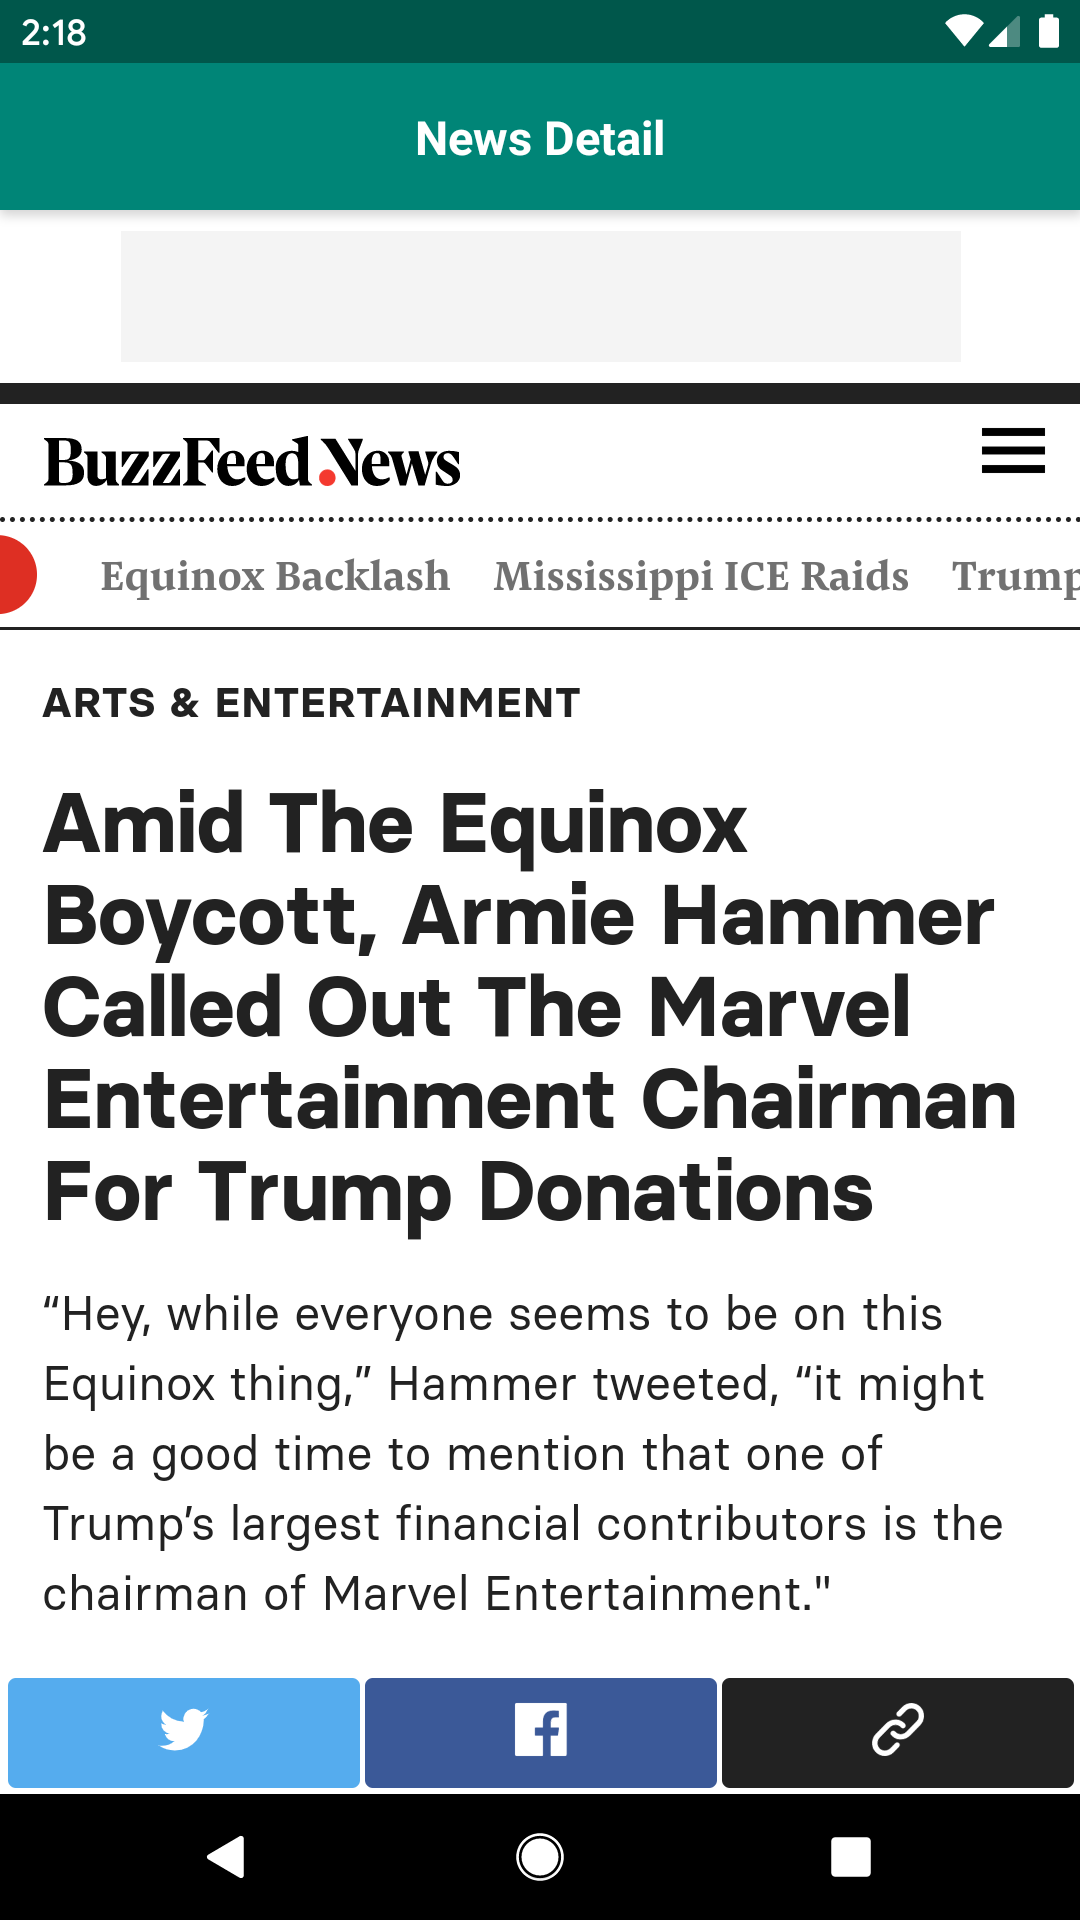 2:18
News Detail
BuzzFeed News
Equinox Backlash Mississippi ICE Raids Trump
ARTS & ENTERTAINMENT
Amid The Equinox
Boycott, Armie Hammer
Called Out The Marvel
Entertainment Chairman
For Trump Donations
“Hey, while everyone seems to be on this
Equinox thing,” Hammer tweeted, “it might
be a good time to mention that one of
Trump’s largest financial contributors is the
chairman of Marvel Entertainment."